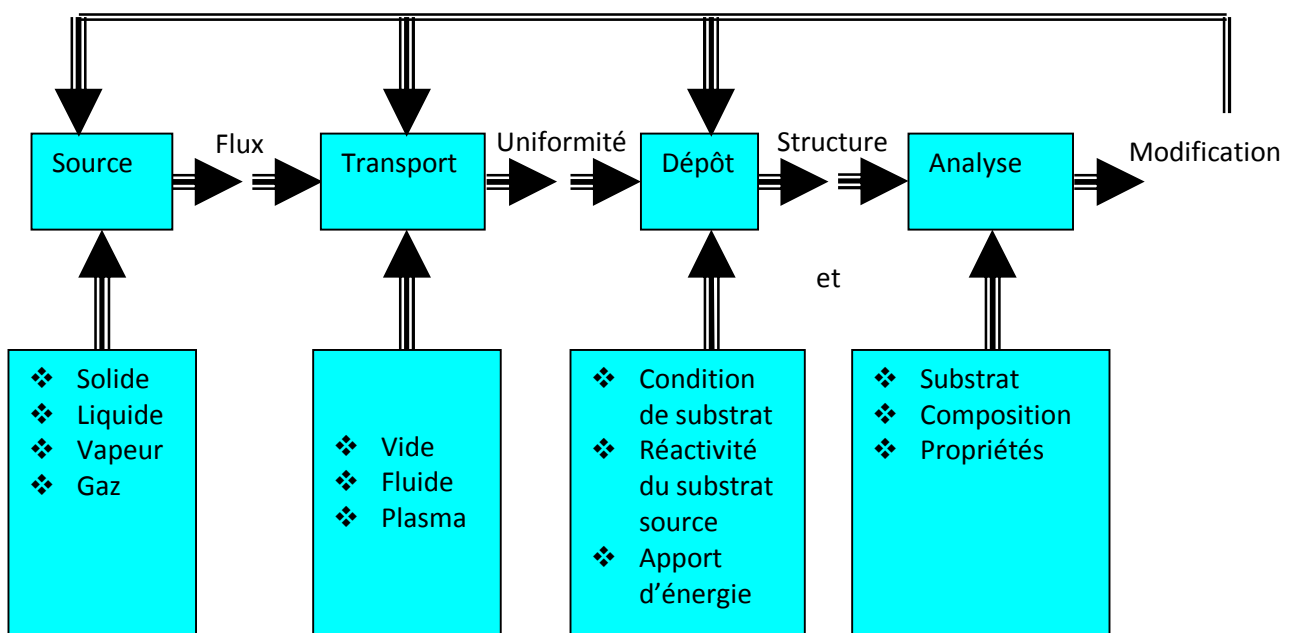 Source
Flux
Transport
Uniformité
Dépôt
Structure
Analyse
Modification
et
❖ Solide
❖ Liquide
❖ Vapeur
❖ Gaz
❖ Vide
❖ Fluide
❖ Plasma
❖ Condition
de substrat
❖ Réactivité
du substrat
source
❖ Apport
d’énergie
❖ Substrat
❖ Composition
❖ Propriétés